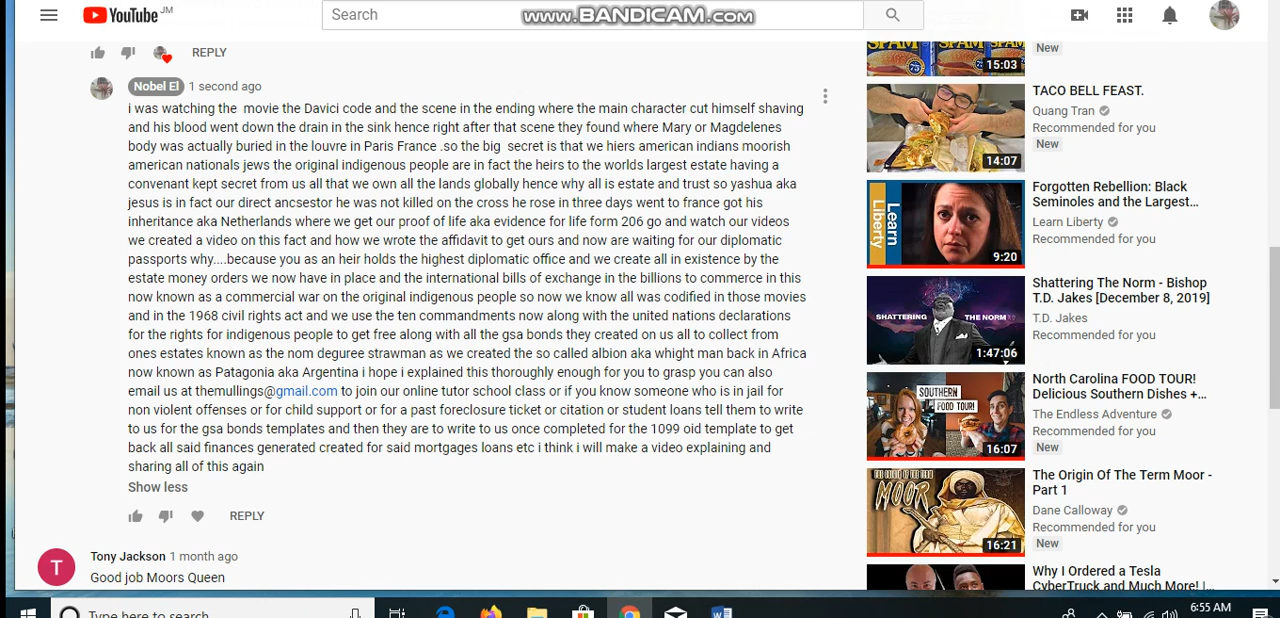 YouTube JM
Search
www.BANDICAM.com
REPLY
Nobel El 1 second ago
i was watching the movie the Davici code and the scene in the ending where the main character cut himself shaving
and his blood went down the drain in the sink hence right after that scene they found where Mary or Magdelenes
body was actually buried in the louvre in Paris France .so the big secret is that we hiers american indians moorish
american nationals jews the original indigenous people are in fact the heirs to the worlds largest estate having a
convenant kept secret from us all that we own all the lands globally hence why all is estate and trust so yashua aka
jesus is in fact our direct ancsestor he was not killed on the cross he rose in three days went to france got his
inheritance aka Netherlands where we get our proof of life aka evidence for life form 206 go and watch our videos
we created a video on this fact and how we wrote the affidavit to get ours and now are waiting for our diplomatic
passports why....because you as an heir holds the highest diplomatic office and we create all in existence by the
estate money orders we now have in place and the international bills of exchange in the billions to commerce in this
now known as a commercial war on the original indigenous people so now we know all was codified in those movies
and in the 1968 civil rights act and we use the ten commandments now along with the united nations declarations
for the rights for indigenous people to get free along with all the gsa bonds they created on us all to collect from
ones estates known as the nom deguree strawman as we created the so called albion aka whight man back in Africa
now known as Patagonia aka Argentina i hope i explained this thoroughly enough for you to grasp you can also
email us at themullings@gmail.com to join our online tutor school class or if you know someone who is in jail for
non violent offenses or for child support or for a past foreclosure ticket or citation or student loans tell them to write
to us for the gsa bonds templates and then they are to write to us once completed for the 1099 oid template to get
back all said finances generated created for said mortgages loans etc i think i will make a video explaining and
sharing all of this again
Show less
REPLY
Tony Jackson 1 month ago
T
Good job Moors Queen
SPAM
15:03
New
TACO BELL FEAST.
Quang Tran
Recommended for you
New
14:07
Learn
Liberty
9:20
Forgotten Rebellion: Black
Seminoles and the Largest...
Learn Liberty
Recommended for you
SHATTERING THE NORM
1:47:06
Shattering The Norm - Bishop
T.D. Jakes [December 8, 2019]
T.D. Jakes
Recommended for you
SOUTHERN
FOOD TOUR!
16:07
North Carolina FOOD TOUR!
Delicious Southern Dishes +...
The Endless Adventure
Recommended for you
New
THE ORIGIN OF THE TERM
MOOR
16:21
The Origin Of The Term Moor -
Part 1
Dane Calloway
Recommended for you
New
Why I Ordered a Tesla
CyberTruck and Much More! |
Type here to search
6:55 AM